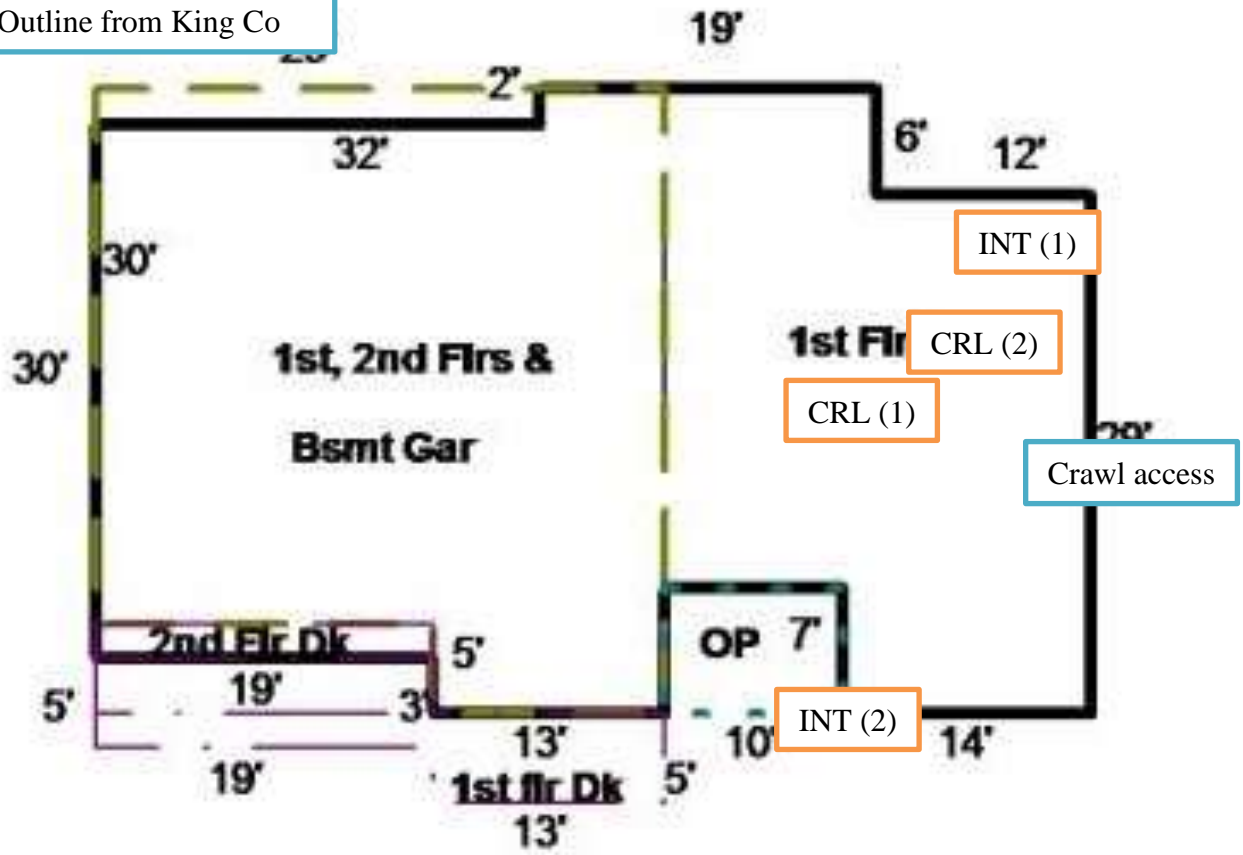 Outline from King Co
19'
2'
32'
6'
12'
INT (1)
30'
30'
1st, 2nd Flrs &
Bsmt Gar
1st Flr
CRL (2)
CRL (1)
29'
Crawl access
2nd Flr Dk
5'
OP
7'
5'
19'
3'
13'
10'
INT (2)
14'
19'
1st flr Dk
5'
13'